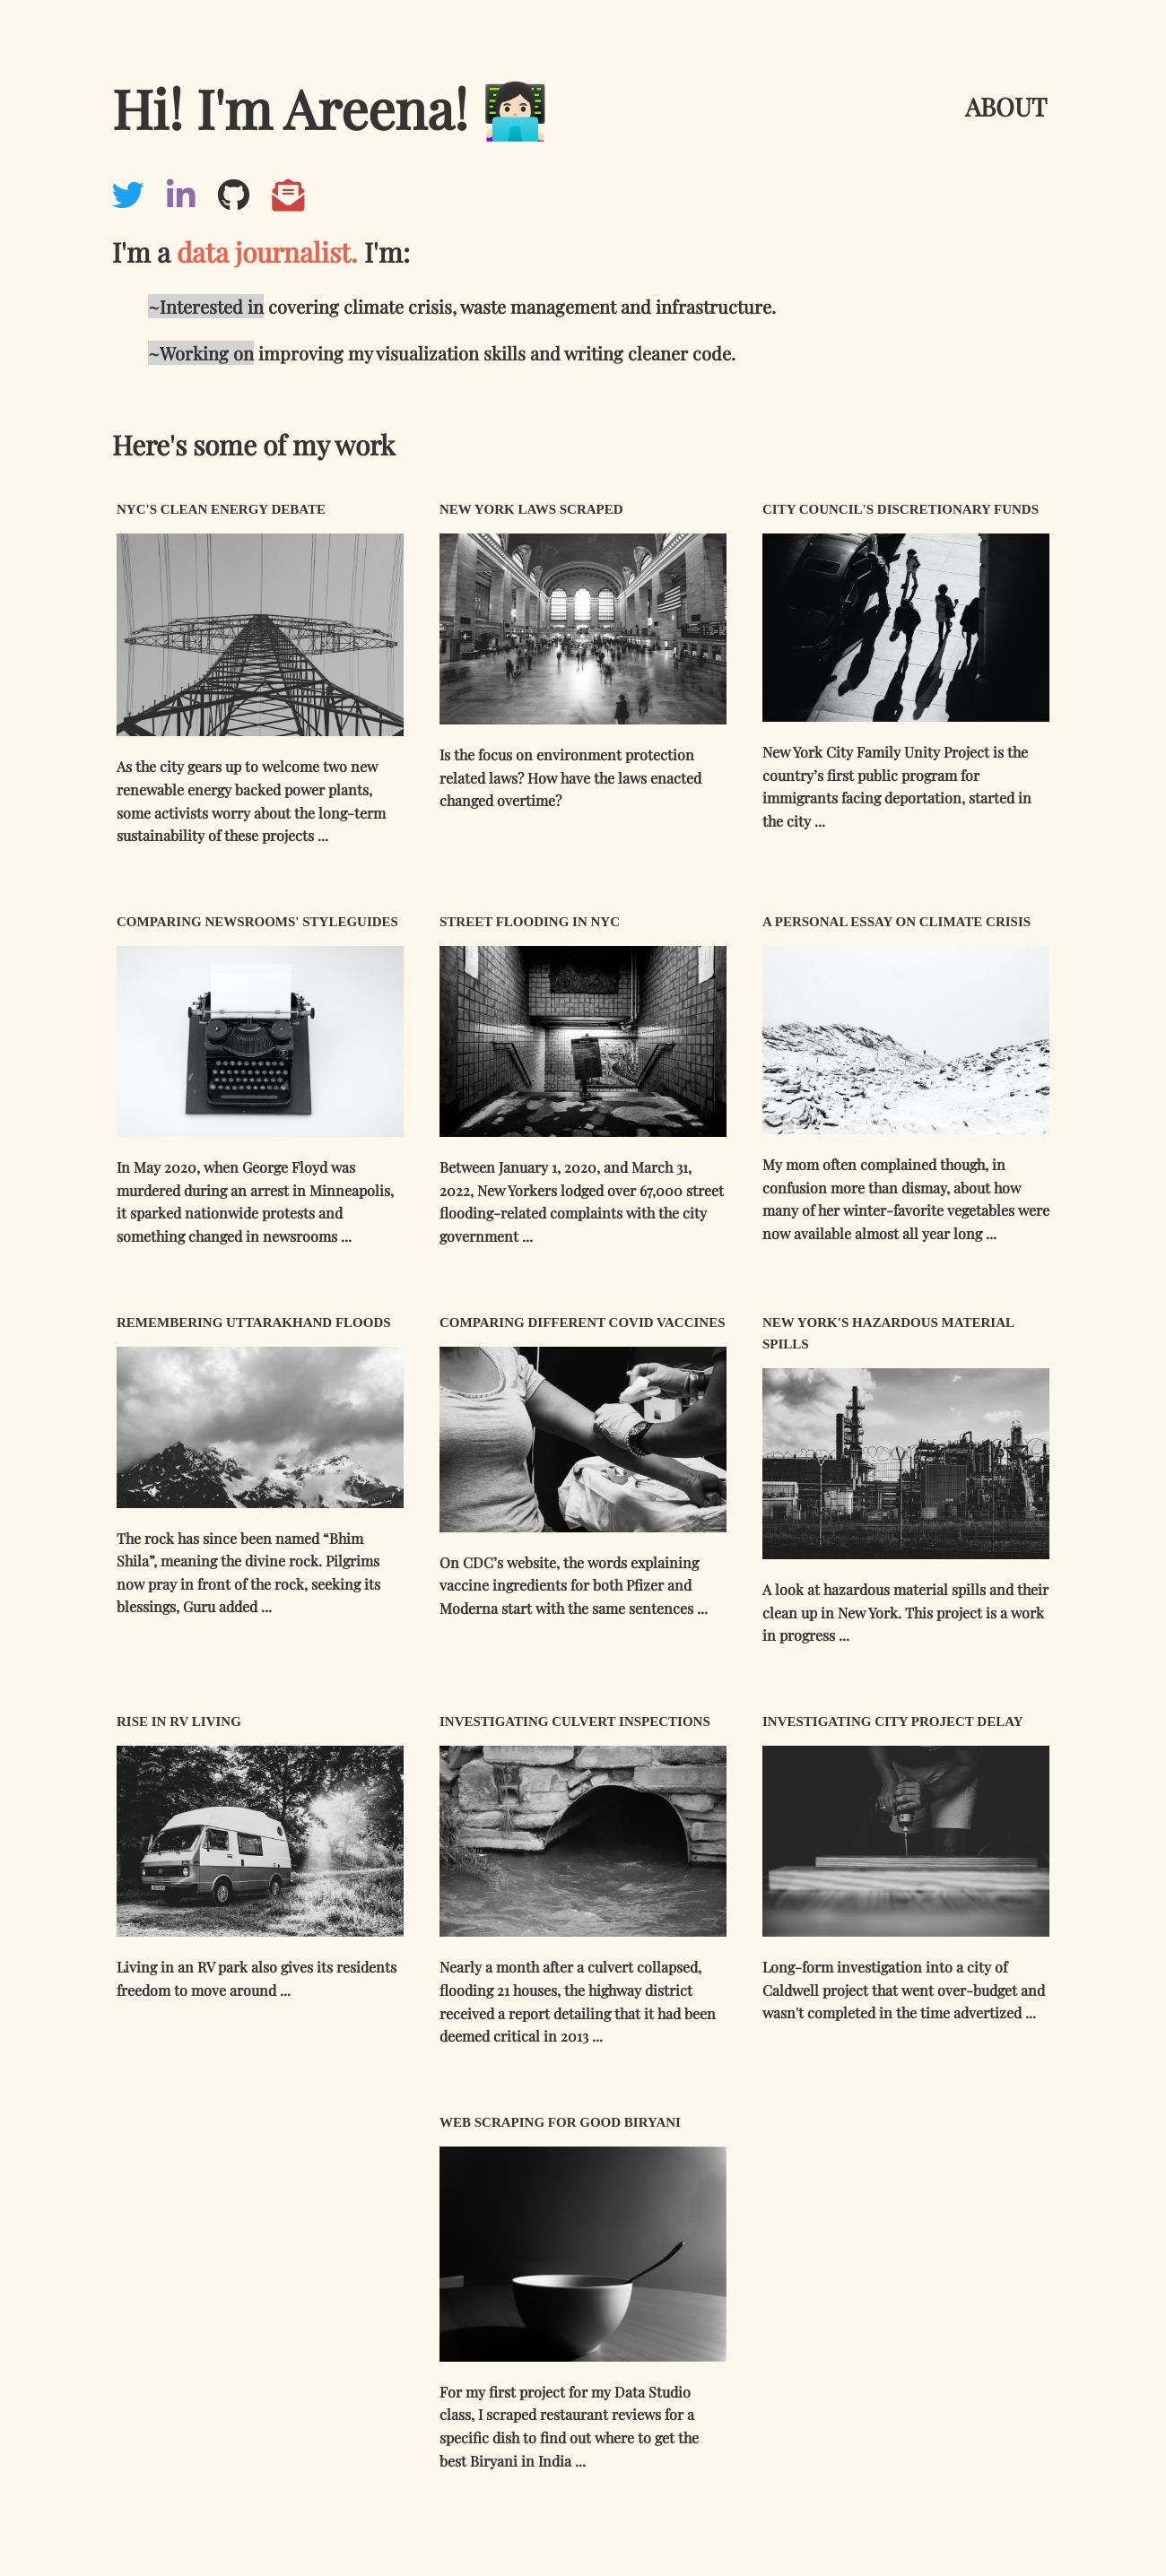 Hi! I'm Areena!
ABOUT
I'm a data journalist. I'm:
~Interested in covering climate crisis, waste management and infrastructure.
~Working on improving my visualization skills and writing cleaner code.
Here's some of my work
NYC'S CLEAN ENERGY DEBATE
As the city gears up to welcome two new
renewable energy backed power plants,
some activists worry about the long-term
sustainability of these projects ...
NEW YORK LAWS SCRAPED
Is the focus on environment protection
related laws? How have the laws enacted
changed overtime?
CITY COUNCIL'S DISCRETIONARY FUNDS
New York City Family Unity Project is the
country’s first public program for
immigrants facing deportation, started in
the city ...
COMPARING NEWSROOMS' STYLEGUIDES
In May 2020, when George Floyd was
murdered during an arrest in Minneapolis,
it sparked nationwide protests and
something changed in newsrooms ...
STREET FLOODING IN NYC
Between January 1, 2020, and March 31,
2022, New Yorkers lodged over 67,000 street
flooding-related complaints with the city
government ...
A PERSONAL ESSAY ON CLIMATE CRISIS
My mom often complained though, in
confusion more than dismay, about how
many of her winter-favorite vegetables were
now available almost all year long ...
REMEMBERING UTTARAKHAND FLOODS
The rock has since been named “Bhim
Shila”, meaning the divine rock. Pilgrims
now pray in front of the rock, seeking its
blessings, Guru added ...
COMPARING DIFFERENT COVID VACCINES
On CDC’s website, the words explaining
vaccine ingredients for both Pfizer and
Moderna start with the same sentences ...
NEW YORK'S HAZARDOUS MATERIAL
SPILLS
A look at hazardous material spills and their
clean up in New York. This project is a work
in progress ...
RISE IN RV LIVING
Living in an RV park also gives its residents
freedom to move around ...
INVESTIGATING CULVERT INSPECTIONS
Nearly a month after a culvert collapsed,
flooding 21 houses, the highway district
received a report detailing that it had been
deemed critical in 2013 ...
INVESTIGATING CITY PROJECT DELAY
Long-form investigation into a city of
Caldwell project that went over-budget and
wasn't completed in the time advertized ...
WEB SCRAPING FOR GOOD BIRYANI
For my first project for my Data Studio
class, I scraped restaurant reviews for a
specific dish to find out where to get the
best Biryani in India ...